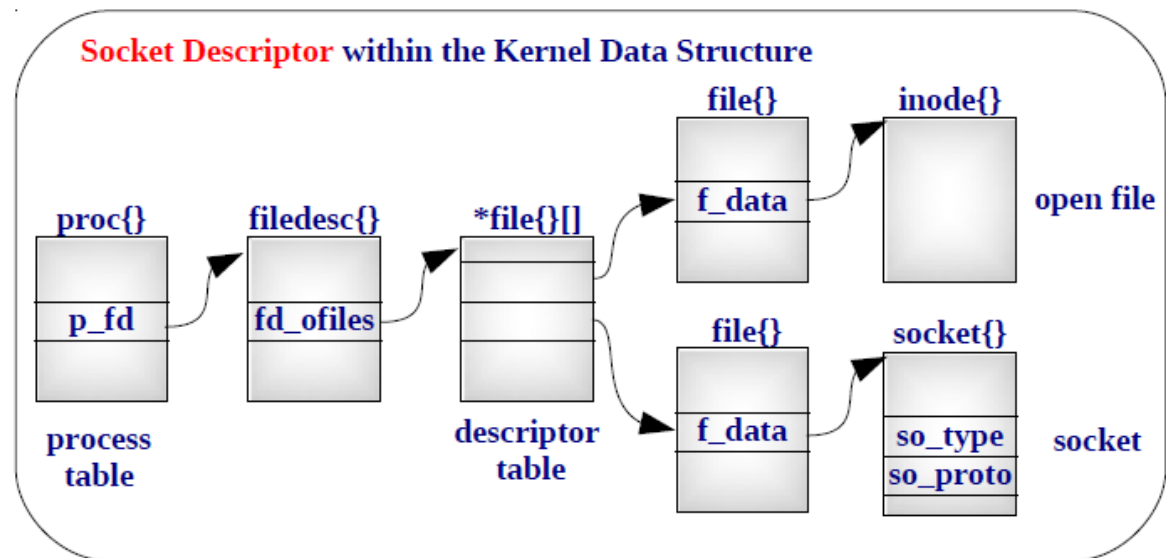 Socket Descriptor within the Kernel Data Structure
file{}
inode{}
f_data
open file
proc{}
filedesc{}
*file{}[]
p_fd
fd_ofiles
file{}
socket{}
process
table
descriptor
table
f_data
so_type
so_proto
socket